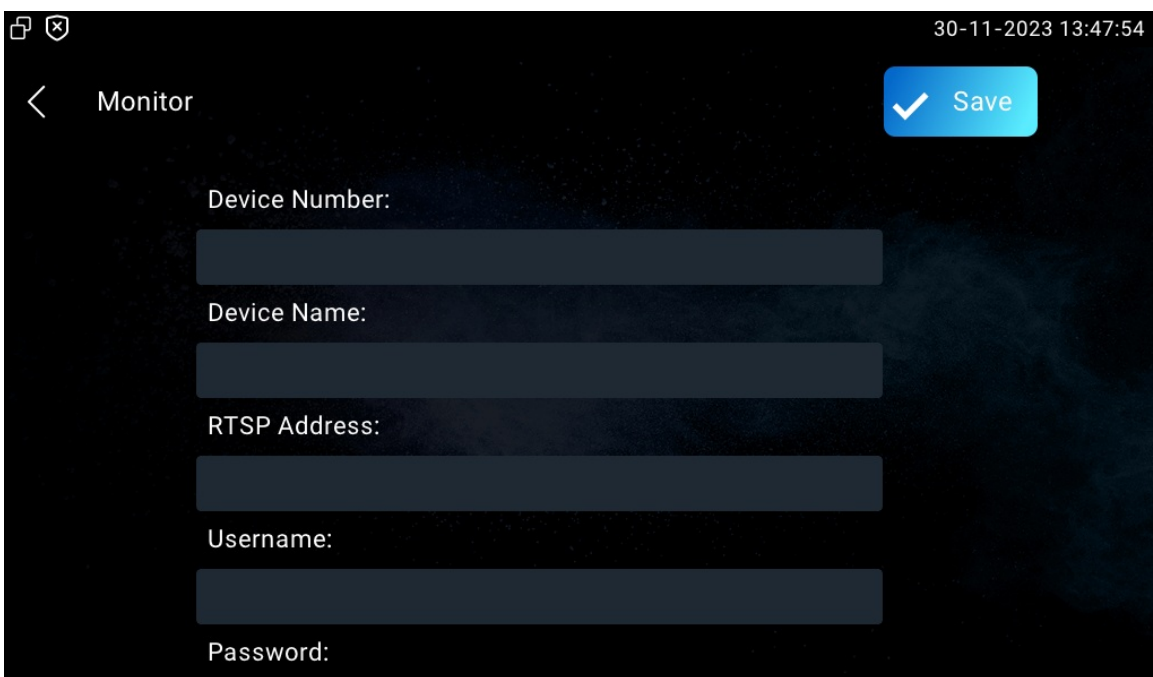 30-11-2023 13:47:54
Monitor
Save
Device Number:
Device Name:
RTSP Address:
Username:
Password: